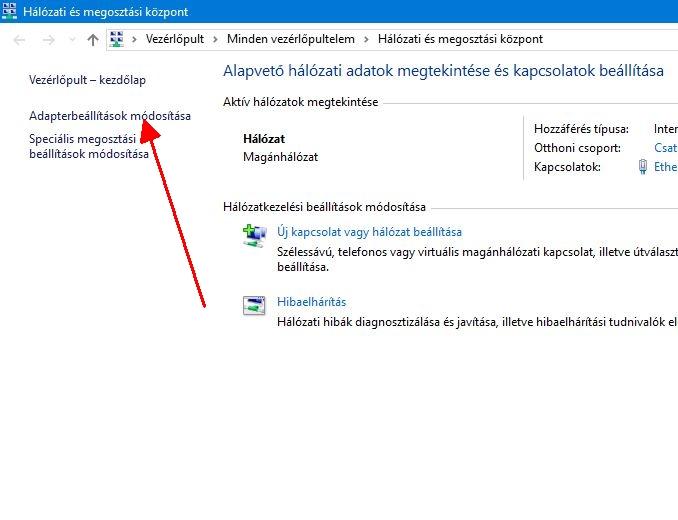 Hálózati és megosztási központ
Vezérlőpult > Minden vezérlőpultelem > Hálózati és megosztási központ
Vezérlőpult – kezdőlap
Adapterbeállítások módosítása
Speciális megosztási
beállítások módosítása
Alapvető hálózati adatok megtekintése és kapcsolatok beállítása
Aktív hálózatok megtekintése
Hálózat
Magánhálózat
Hozzáférés típusa: Inter
Otthoni csoport: Csat
Kapcsolatok: Ethe
Hálózatkezelési beállítások módosítása
Új kapcsolat vagy hálózat beállítása
Szélessávú, telefonos vagy virtuális magánhálózati kapcsolat, illetve útválaszt
beállítása.
Hibaelhárítás
Hálózati hibák diagnosztizálása és javítása, illetve hibaelhárítási tudnivalók el